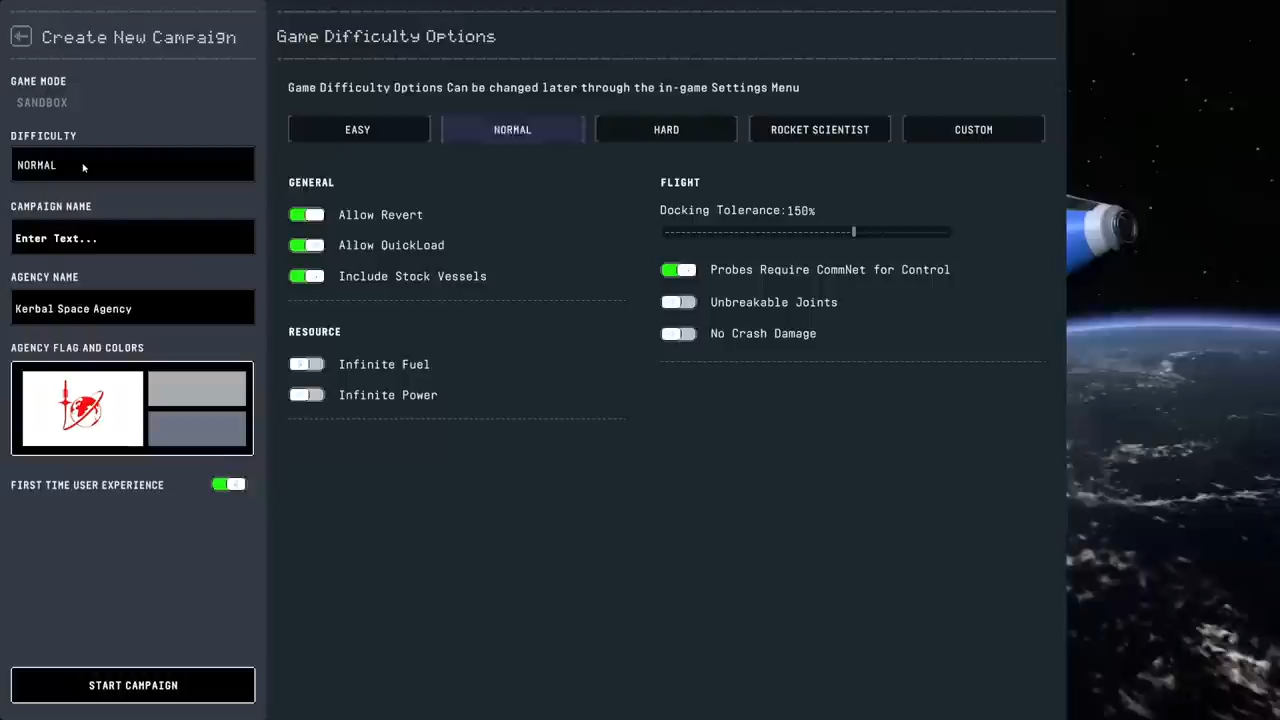 Create New Campaign
GAME MODE
SANDBOX
DIFFICULTY
NORMAL
CAMPAIGN NAME
Enter Text...
AGENCY NAME
Kerbal Space Agency
AGENCY FLAG AND COLORS
FIRST TIME USER EXPERIENCE
START CAMPAIGN
Game Difficulty Options
Game Difficulty Options Can be changed later through the in-game Settings Menu
EASY
NORMAL
HARD
ROCKET SCIENTIST
CUSTOM
GENERAL
Allow Revert
Allow QuickLoad
Include Stock Vessels
RESOURCE
Infinite Fuel
Infinite Power
FLIGHT
Docking Tolerance:150%
Probes Require CommNet for Control
Unbreakable Joints
No Crash Damage